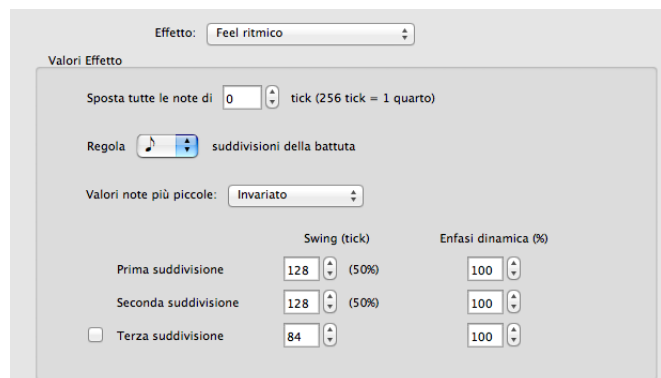 Effetto: Feel ritmico
Valori Effetto
Sposta tutte le note di 0 tick (256 tick = 1 quarto)
Regola suddivisioni della battuta
Valori note più piccole: Invariato
Swing (tick) Enfasi dinamica (%)
Prima suddivisione 128 (50%) 100
Seconda suddivisione 128 (50%) 100
Terza suddivisione 84 100